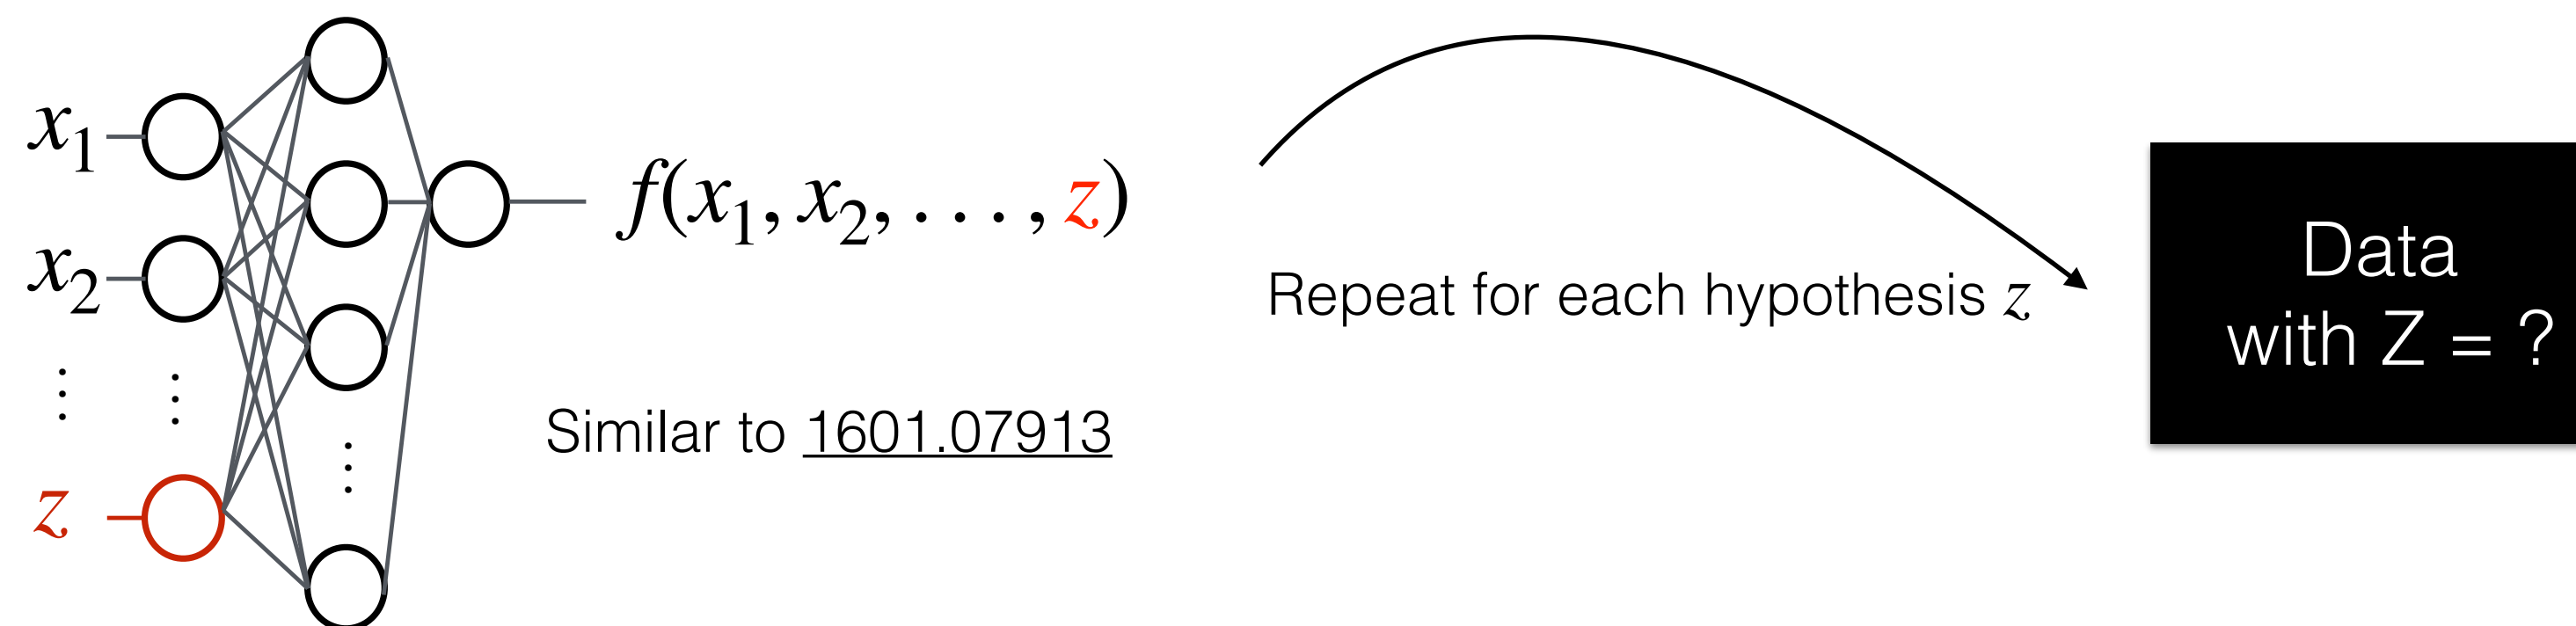 x₁
x₂
⋮ ⋮
⋮
z
f(x₁, x₂, . . . , z)
Similar to 1601.07913
Repeat for each hypothesis z
Data
with Z = ?